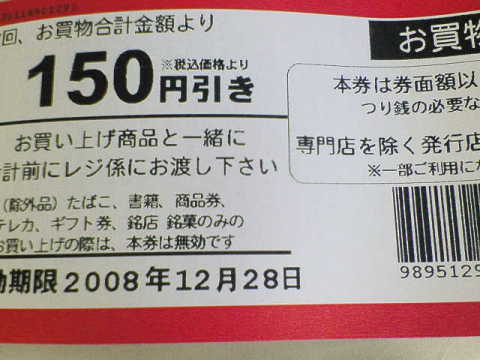 回、お買物合計金額より
150円引き
※税込価格より
お買い上げ商品と一緒に
計前にレジ係にお渡し下さい
(除外品)たばこ、書籍、商品券、
テレカ、ギフト券、銘店 銘菓のみの
お買い上げの際は、本券は無効です
効期限 2008年12月28日
お買物
本券は券面額以
つり銭の必要な
専門店を除く発行店
※一部ご利用にな
9895129